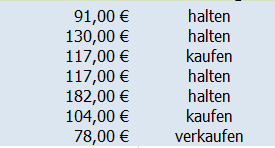 91,00 € halten
130,00 € halten
117,00 € kaufen
117,00 € halten
182,00 € halten
104,00 € kaufen
78,00 € verkaufen